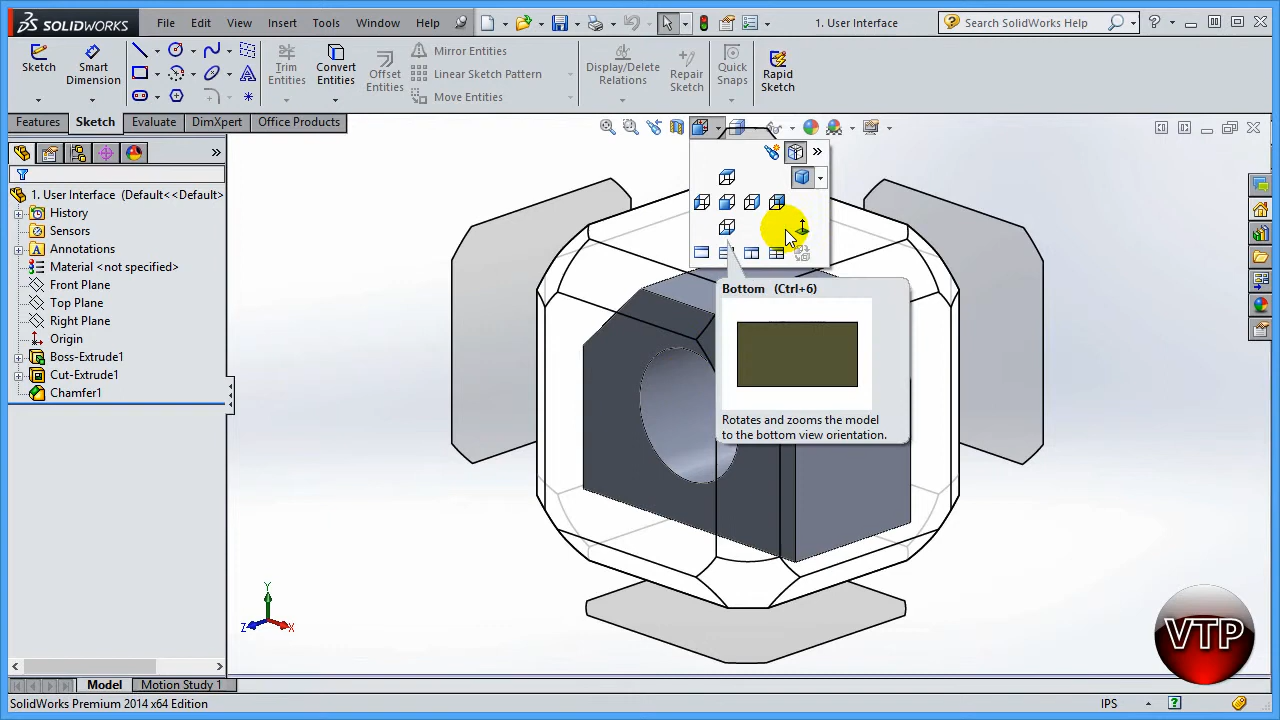 SOLIDWORKS File Edit View Insert Tools Window Help 1. User Interface Search SolidWorks Help
Sketch
Smart
Dimension
Trim
Entities
Convert
Entities
Offset
Entities
Mirror Entities
Linear Sketch Pattern
Move Entities
Display/Delete
Relations
Repair
Sketch
Quick
Snaps
Rapid
Sketch
Features Sketch Evaluate DimXpert Office Products
1. User Interface (Default<<Default>
History
Sensors
Annotations
Material <not specified>
Front Plane
Top Plane
Right Plane
Origin
Boss-Extrude1
Cut-Extrude1
Chamfer1
Bottom (Ctrl+6)
Rotates and zooms the model
to the bottom view orientation.
Y
Z X
VTP
Model Motion Study 1
SolidWorks Premium 2014 x64 Edition IPS